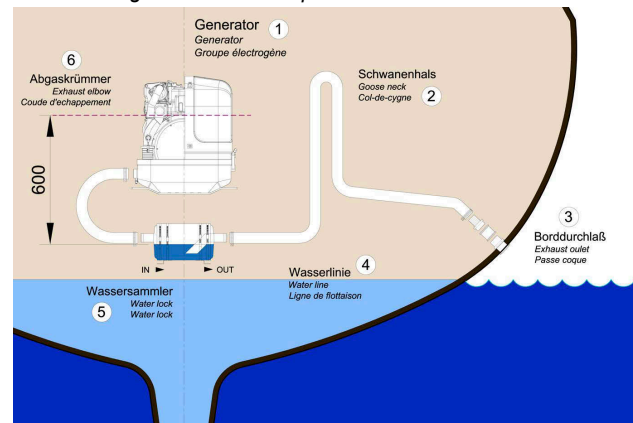 Generator
Generator
Groupe électrogène
1
6
Abgaskrümmer
Exhaust elbow
Coude d'echappement
Schwanenhals
Goose neck
Col-de-cygne
2
600
3
Borddurchlaß
Exhaust oulet
Passe coque
IN
OUT
Wasserlinie
Water line
Ligne de flottaison
4
Wassersammler
Water lock
Water lock
5